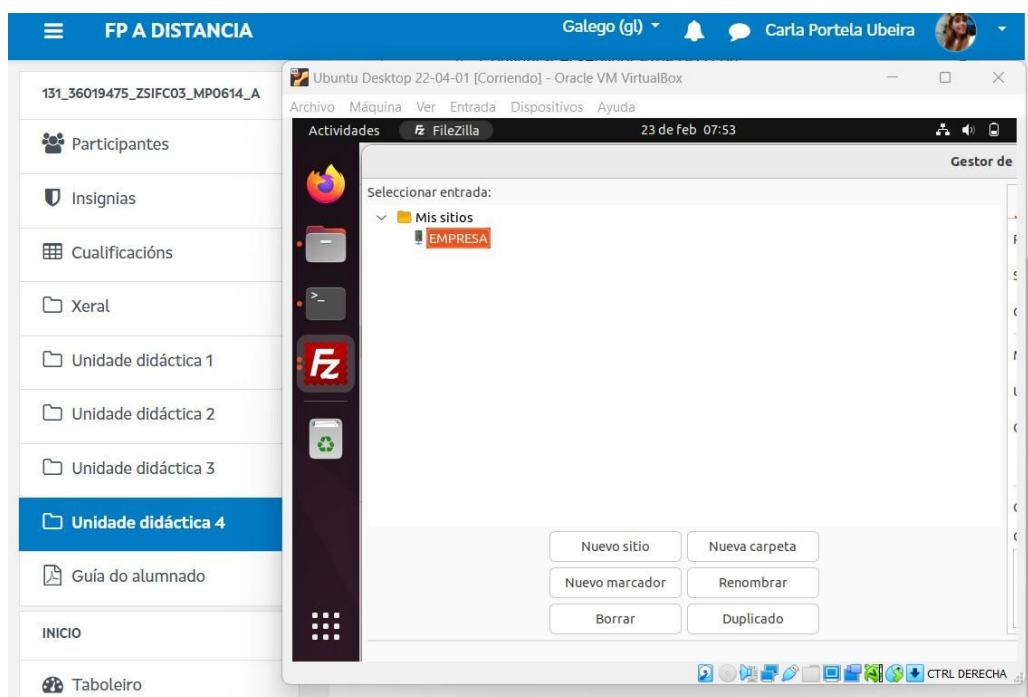 FP A DISTANCIA
Galego (gl)
Carla Portela Ubeira
131_36019475_ZSIFC03_MP0614_A
Participantes
Insignias
Cualificacións
Xeral
Unidade didáctica 1
Unidade didáctica 2
Unidade didáctica 3
Unidade didáctica 4
Guía do alumnado
INICIO
Taboleiro
Ubuntu Desktop 22-04-01 [Corriendo] - Oracle VM VirtualBox
Archivo Máquina Ver Entrada Dispositivos Ayuda
Actividades FileZilla 23 de feb 07:53
Gestor de
Seleccionar entrada:
Mis sitios
EMPRESA
Nuevo sitio Nueva carpeta
Nuevo marcador Renombrar
Borrar Duplicado
CTRL DERECHA